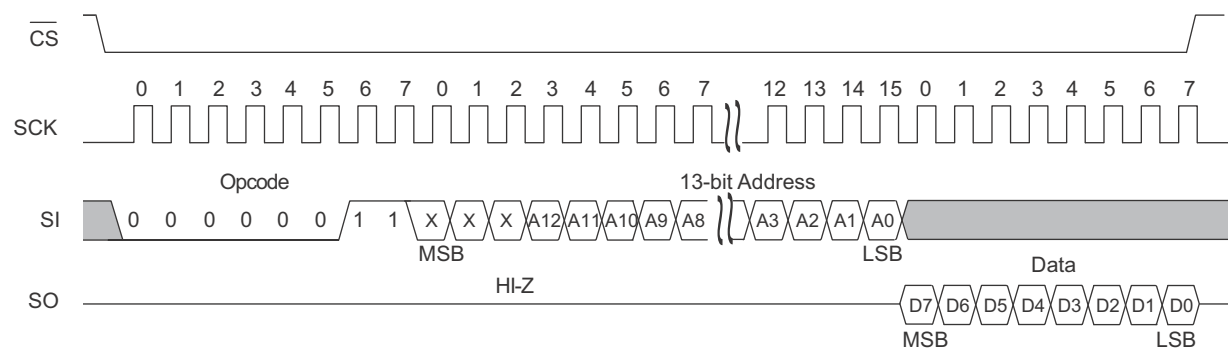 CS
0 1 2 3 4 5 6 7 0 1 2 3 4 5 6 7 12 13 14 15 0 1 2 3 4 5 6 7
SCK
Opcode 13-bit Address
SI 0 0 0 0 0 0 1 1 X X X A12 A11 A10 A9 A8 A3 A2 A1 A0
MSB LSB
HI-Z Data
SO D7 D6 D5 D4 D3 D2 D1 D0
MSB LSB